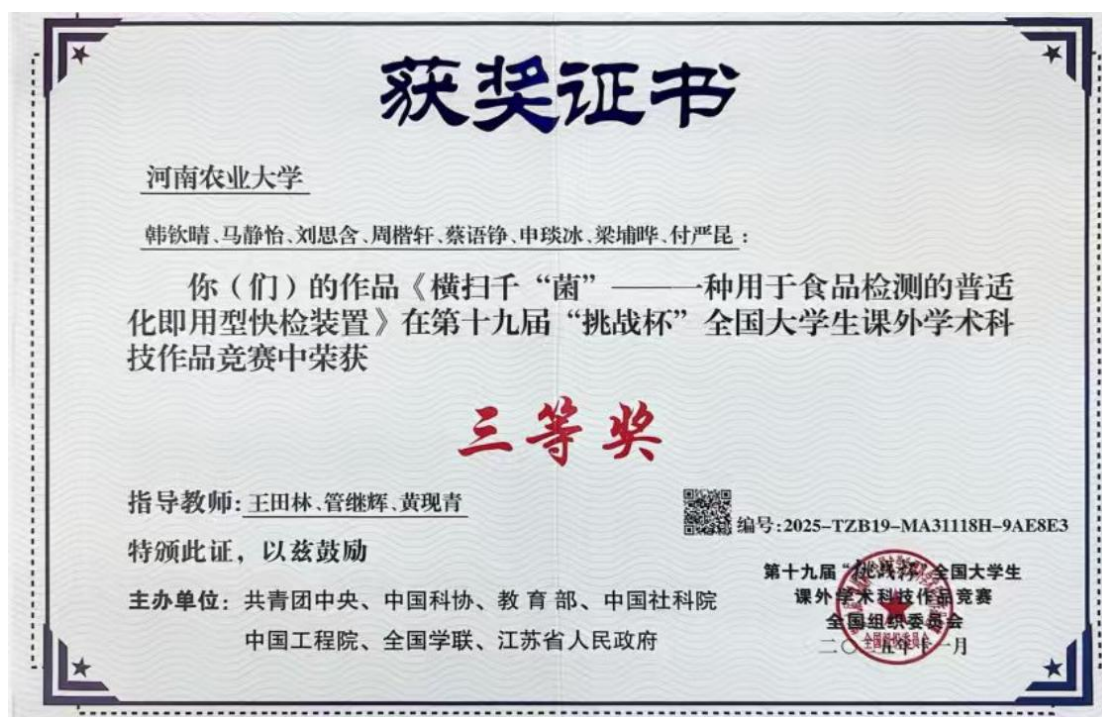 获奖证书
河南农业大学
韩钦晴、马静怡、刘思含、周楷轩、蔡语铮、申琰冰、梁埔晔、付严昆：
你（们）的作品《横扫千“菌”——一种用于食品检测的普适
化即用型快检装置》在第十九届“挑战杯”全国大学生课外学术科
技作品竞赛中荣获
三等奖
指导教师：王田林、管继辉、黄现青
编号:2025-TZB19-MA31118H-9AE8E3
特颁此证，以兹鼓励
主办单位：共青团中央、中国科协、教育部、中国社科院
中国工程院、全国学联、江苏省人民政府
第十九届“挑战杯”全国大学生
课外学术科技作品竞赛
全国组织委员会
二〇二五年十一月